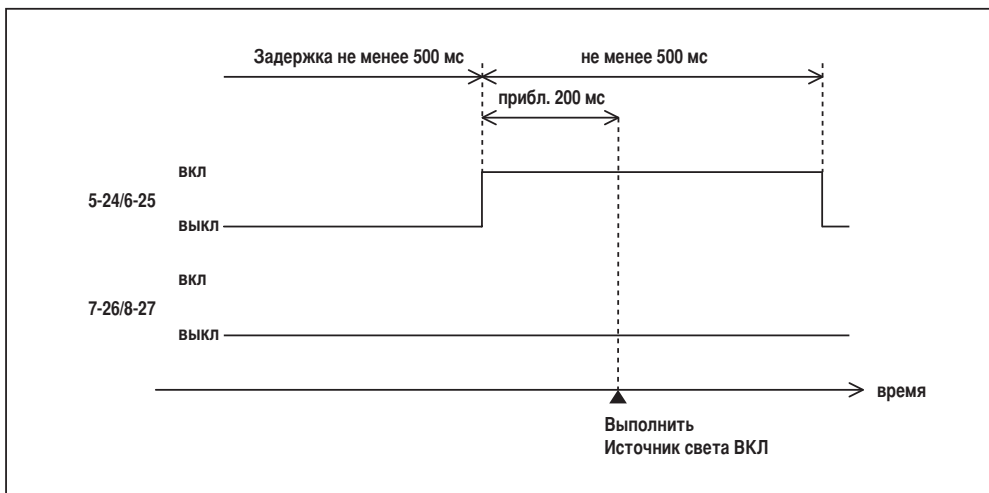 Задержка не менее 500 мс
не менее 500 мс
прибл. 200 мс
вкл
5-24/6-25
выкл
вкл
7-26/8-27
выкл
время
Выполнить
Источник света ВКЛ